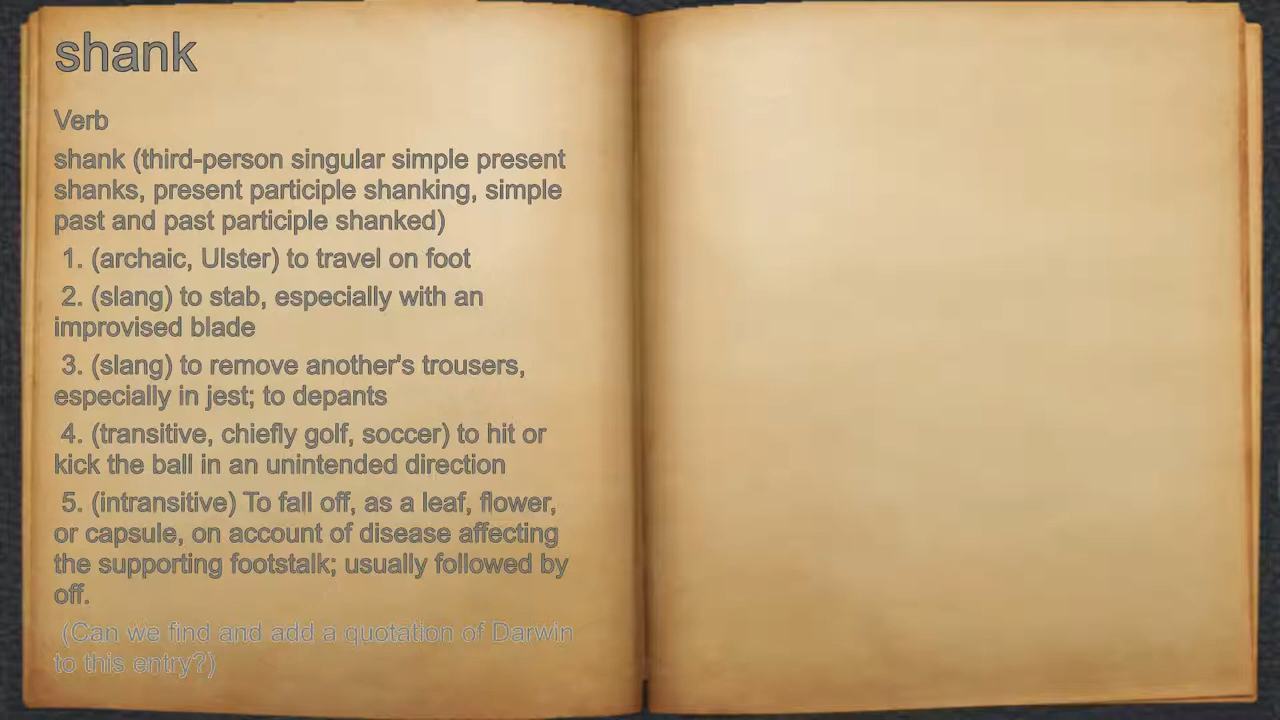 shank
Verb
shank (third-person singular simple present
shanks, present participle shanking, simple
past and past participle shanked)
1. (archaic, Ulster) to travel on foot
2. (slang) to stab, especially with an
improvised blade
3. (slang) to remove another's trousers,
especially in jest; to depants
4. (transitive, chiefly golf, soccer) to hit or
kick the ball in an unintended direction
5. (intransitive) To fall off, as a leaf, flower,
or capsule, on account of disease affecting
the supporting footstalk; usually followed by
off.
(Can we find and add a quotation of Darwin
to this entry?)